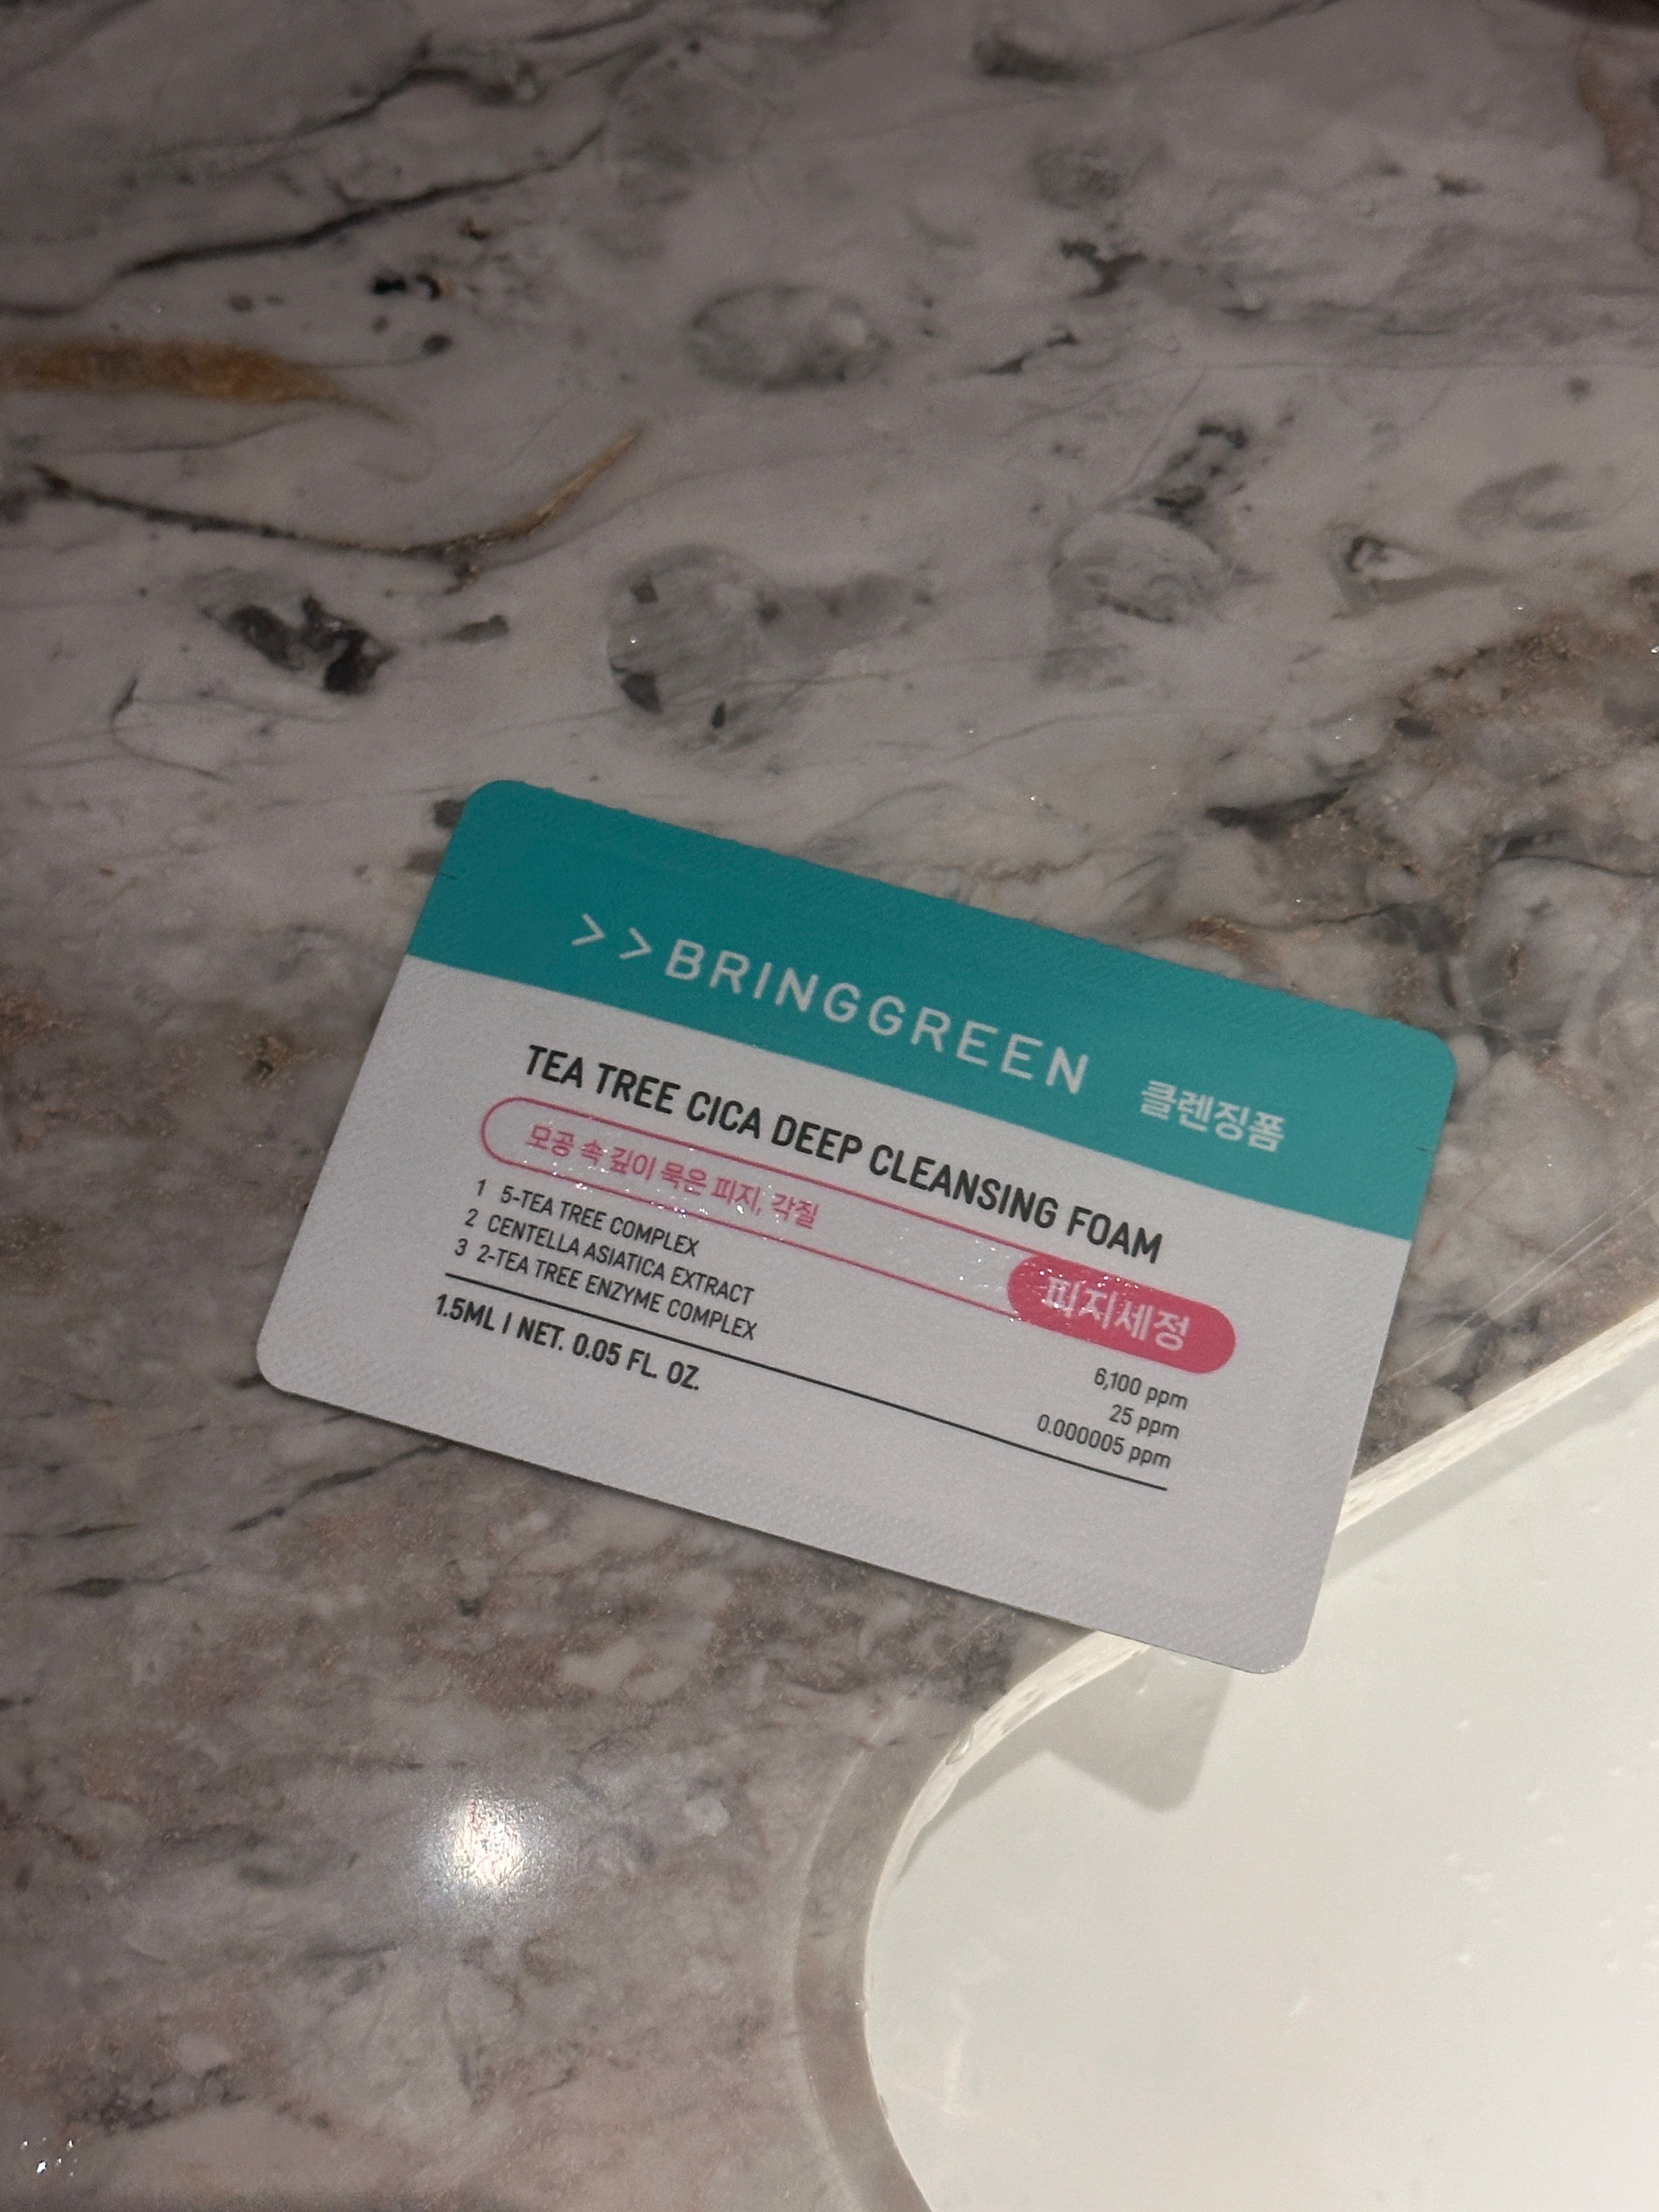 >>BRINGGREEN 클렌징폼
TEA TREE CICA DEEP CLEANSING FOAM
모공 속 깊이 묵은 피지, 각질 피지세정
1 5-TEA TREE COMPLEX 6,100 ppm
2 CENTELLA ASIATICA EXTRACT 25 ppm
3 2-TEA TREE ENZYME COMPLEX 0.000005 ppm
1.5ML | NET. 0.05 FL. OZ.